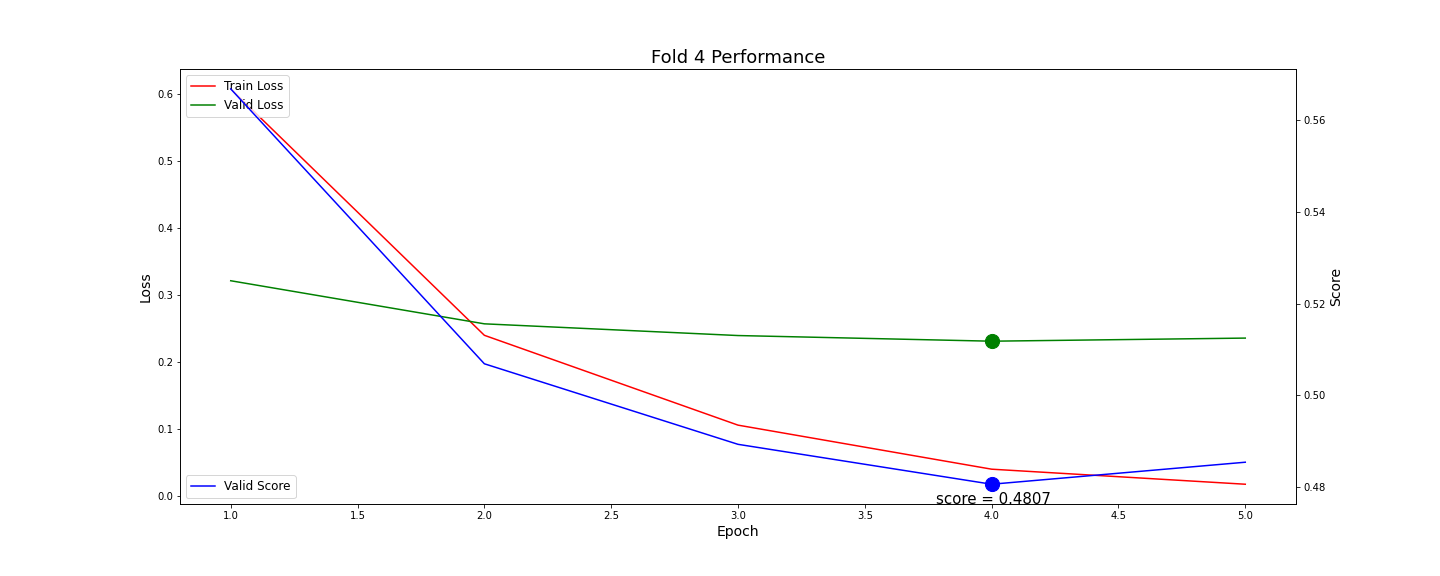 Fold 4 Performance
Train Loss
Valid Loss
Valid Score
0.6
0.5
0.4
0.3
0.2
0.1
0.0
Loss
0.56
0.54
0.52
0.50
0.48
Score
score = 0.4807
1.0 1.5 2.0 2.5 3.0 3.5 4.0 4.5 5.0
Epoch